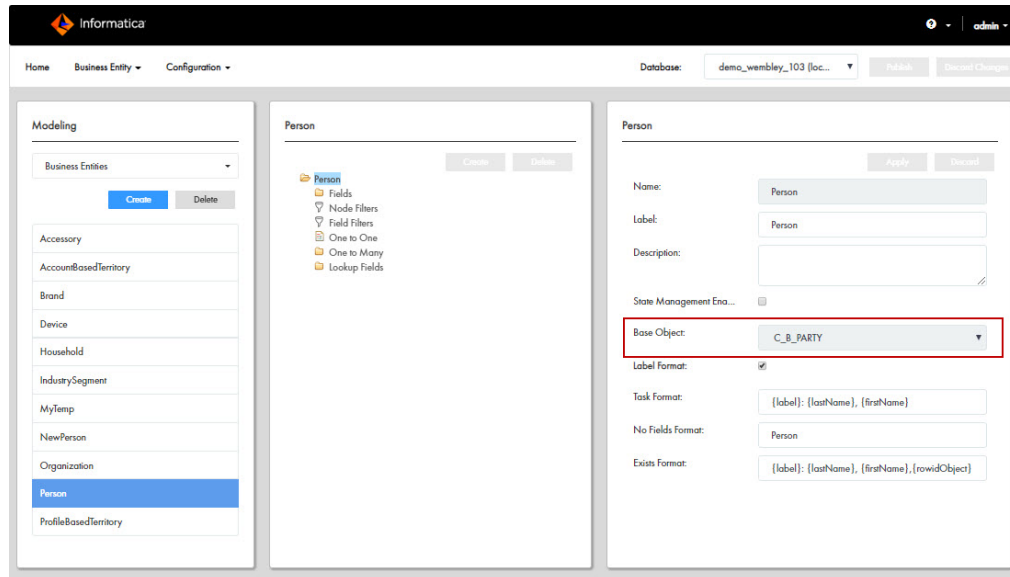 Informatica
admin
Home Business Entity Configuration Database: demo_wembley_103 (loc... Publish Discard Changes
Modeling
Business Entities
Create Delete
Accessory
AccountBasedTerritory
Brand
Device
Household
IndustrySegment
MyTemp
NewPerson
Organization
Person
ProfileBasedTerritory
Person
Create Delete
Person
Fields
Node Filters
Field Filters
One to One
One to Many
Lookup Fields
Person
Apply Discard
Name: Person
Label: Person
Description:
State Management Ena...
Base Object: C_B_PARTY
Label Format:
Task Format: {label}: {lastName}, {firstName}
No Fields Format: Person
Exists Format: {label}: {lastName}, {firstName},{rowidObject}